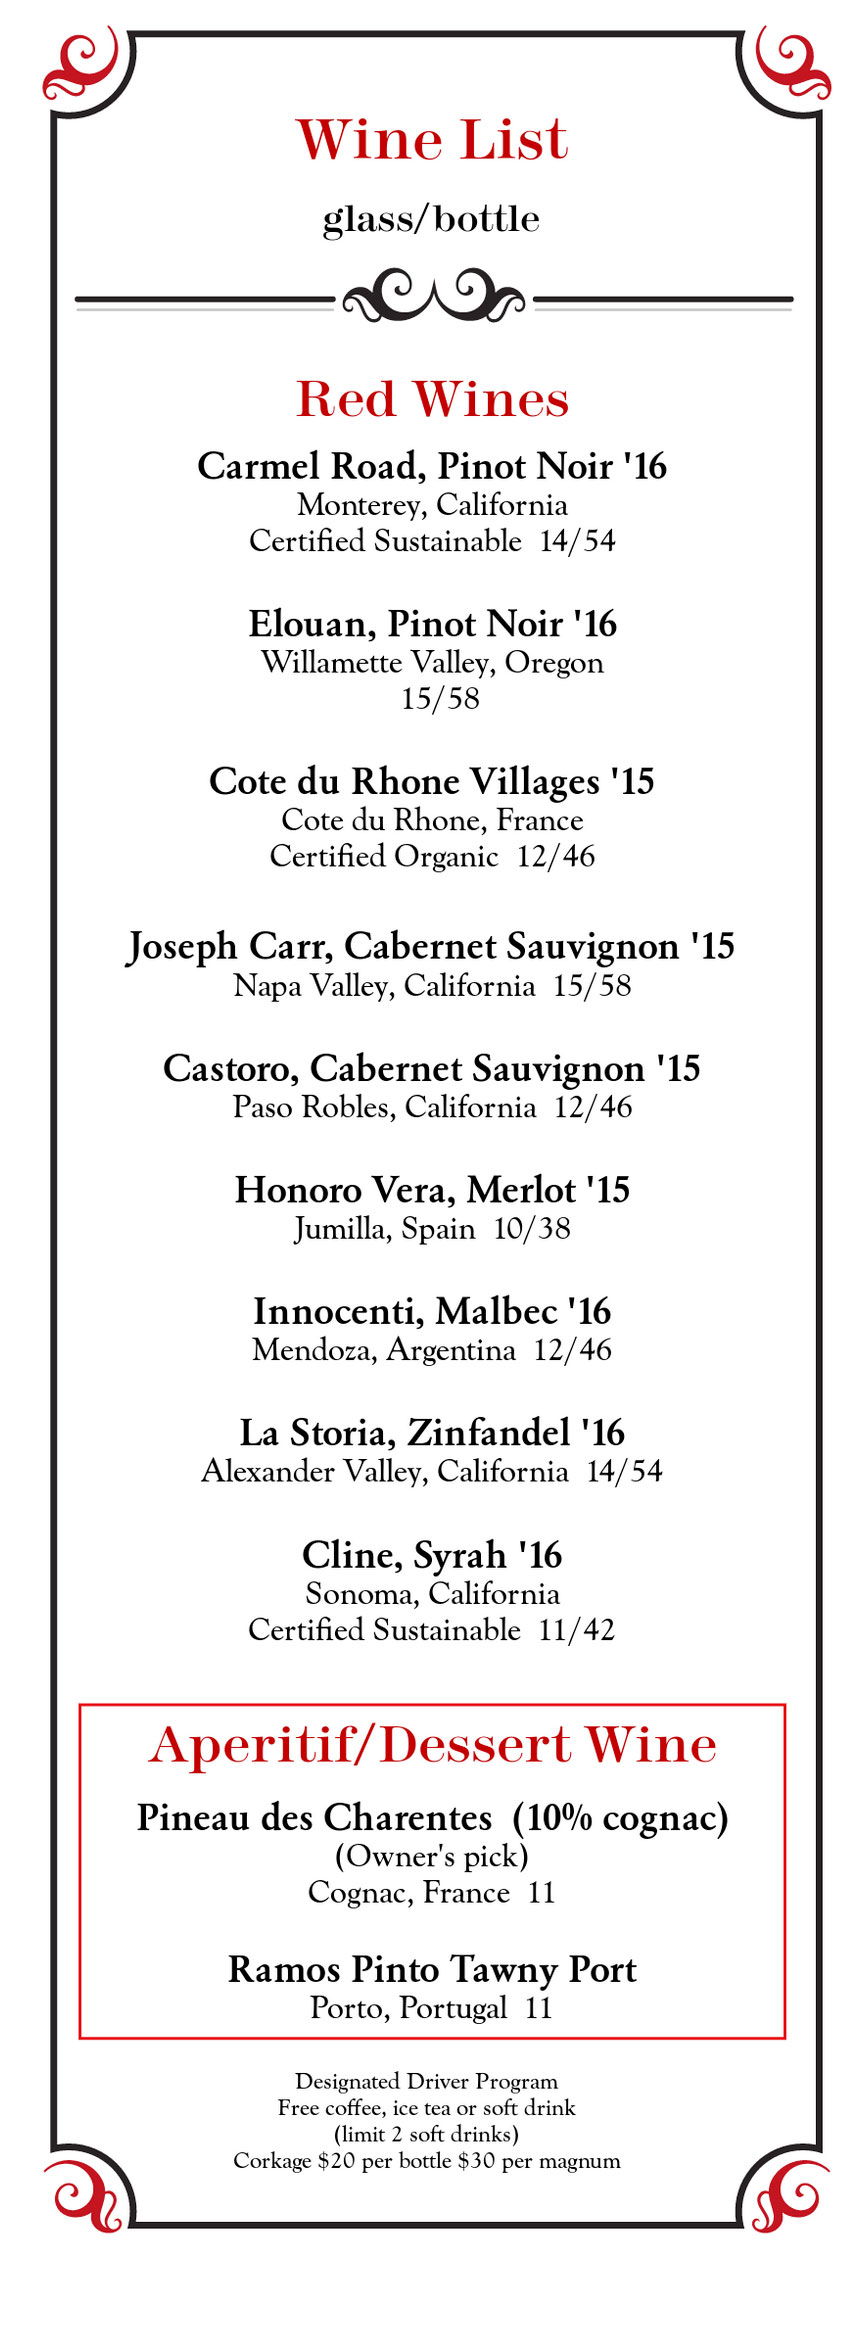 Wine List
glass/bottle
Red Wines
Carmel Road, Pinot Noir '16
Monterey, California
Certified Sustainable  14/54
Elouan, Pinot Noir '16
Willamette Valley, Oregon
15/58
Cote du Rhone Villages '15
Cote du Rhone, France
Certified Organic  12/46
Joseph Carr, Cabernet Sauvignon '15
Napa Valley, California  15/58
Castoro, Cabernet Sauvignon '15
Paso Robles, California  12/46
Honoro Vera, Merlot '15
Jumilla, Spain  10/38
Innocenti, Malbec '16
Mendoza, Argentina  12/46
La Storia, Zinfandel '16
Alexander Valley, California  14/54
Cline, Syrah '16
Sonoma, California
Certified Sustainable  11/42
Aperitif/Dessert Wine
Pineau des Charentes  (10% cognac)
(Owner's pick)
Cognac, France  11
Ramos Pinto Tawny Port
Porto, Portugal  11
Designated Driver Program
Free coffee, ice tea or soft drink
(limit 2 soft drinks)
Corkage $20 per bottle $30 per magnum